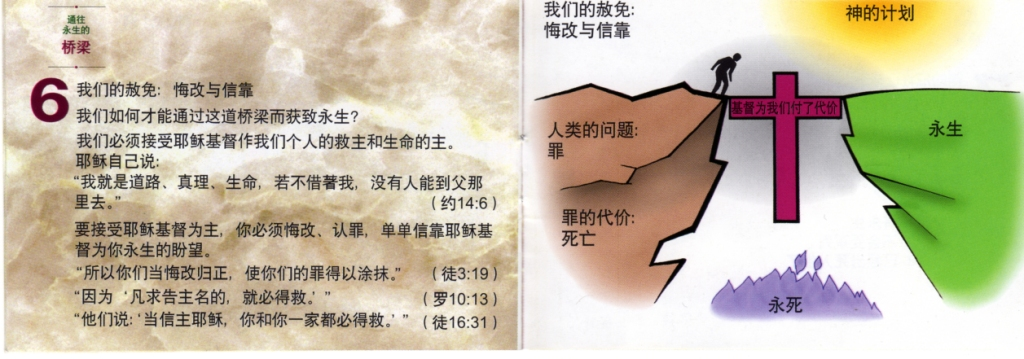 通往
永生的
桥梁
6
我们的赦免: 悔改与信靠
我们如何才能通过这道桥梁而获致永生?
我们必须接受耶稣基督作我们个人的救主和生命的主。
耶稣自己说:
“我就是道路、真理、生命, 若不借著我, 没有人能到父那
里去。” (约14:6)
要接受耶稣基督为主, 你必须悔改、认罪, 单单信靠耶稣基
督为你永生的盼望。
“所以你们当悔改归正, 使你们的罪得以涂抹。” (徒3:19)
“因为 ‘凡求告主名的, 就必得救。’” (罗10:13)
“他们说: ‘当信主耶稣, 你和你一家都必得救。’” (徒16:31)
我们的赦免:
悔改与信靠
神的计划
基督为我们付了代价
人类的问题:
罪
永生
罪的代价:
死亡
永死